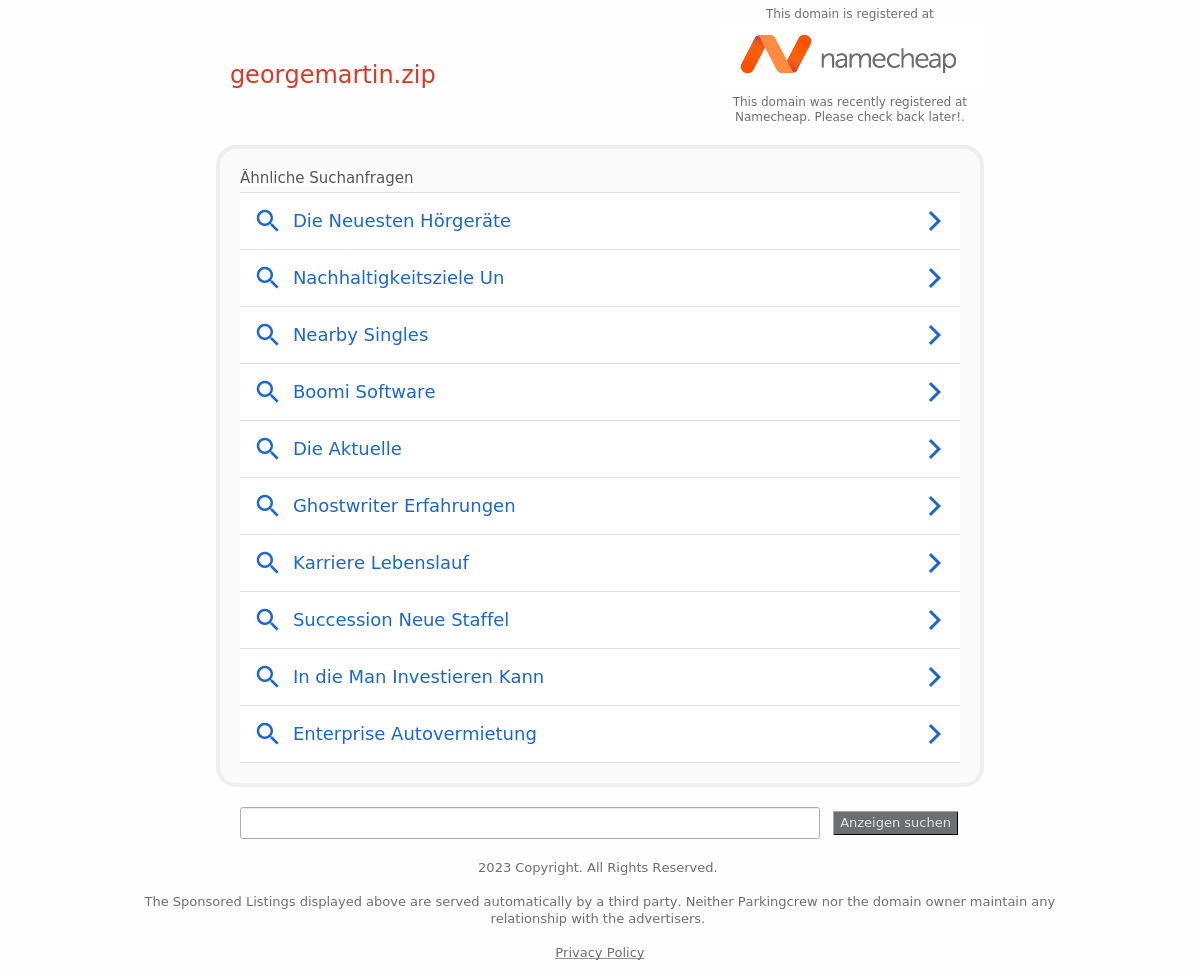 This domain is registered at
namecheap
georgemartin.zip
This domain was recently registered at
Namecheap. Please check back later!.
Ähnliche Suchanfragen
Die Neuesten Hörgeräte
Nachhaltigkeitsziele Un
Nearby Singles
Boomi Software
Die Aktuelle
Ghostwriter Erfahrungen
Karriere Lebenslauf
Succession Neue Staffel
In die Man Investieren Kann
Enterprise Autovermietung
Anzeigen suchen
2023 Copyright. All Rights Reserved.
The Sponsored Listings displayed above are served automatically by a third party. Neither Parkingcrew nor the domain owner maintain any
relationship with the advertisers.
Privacy Policy